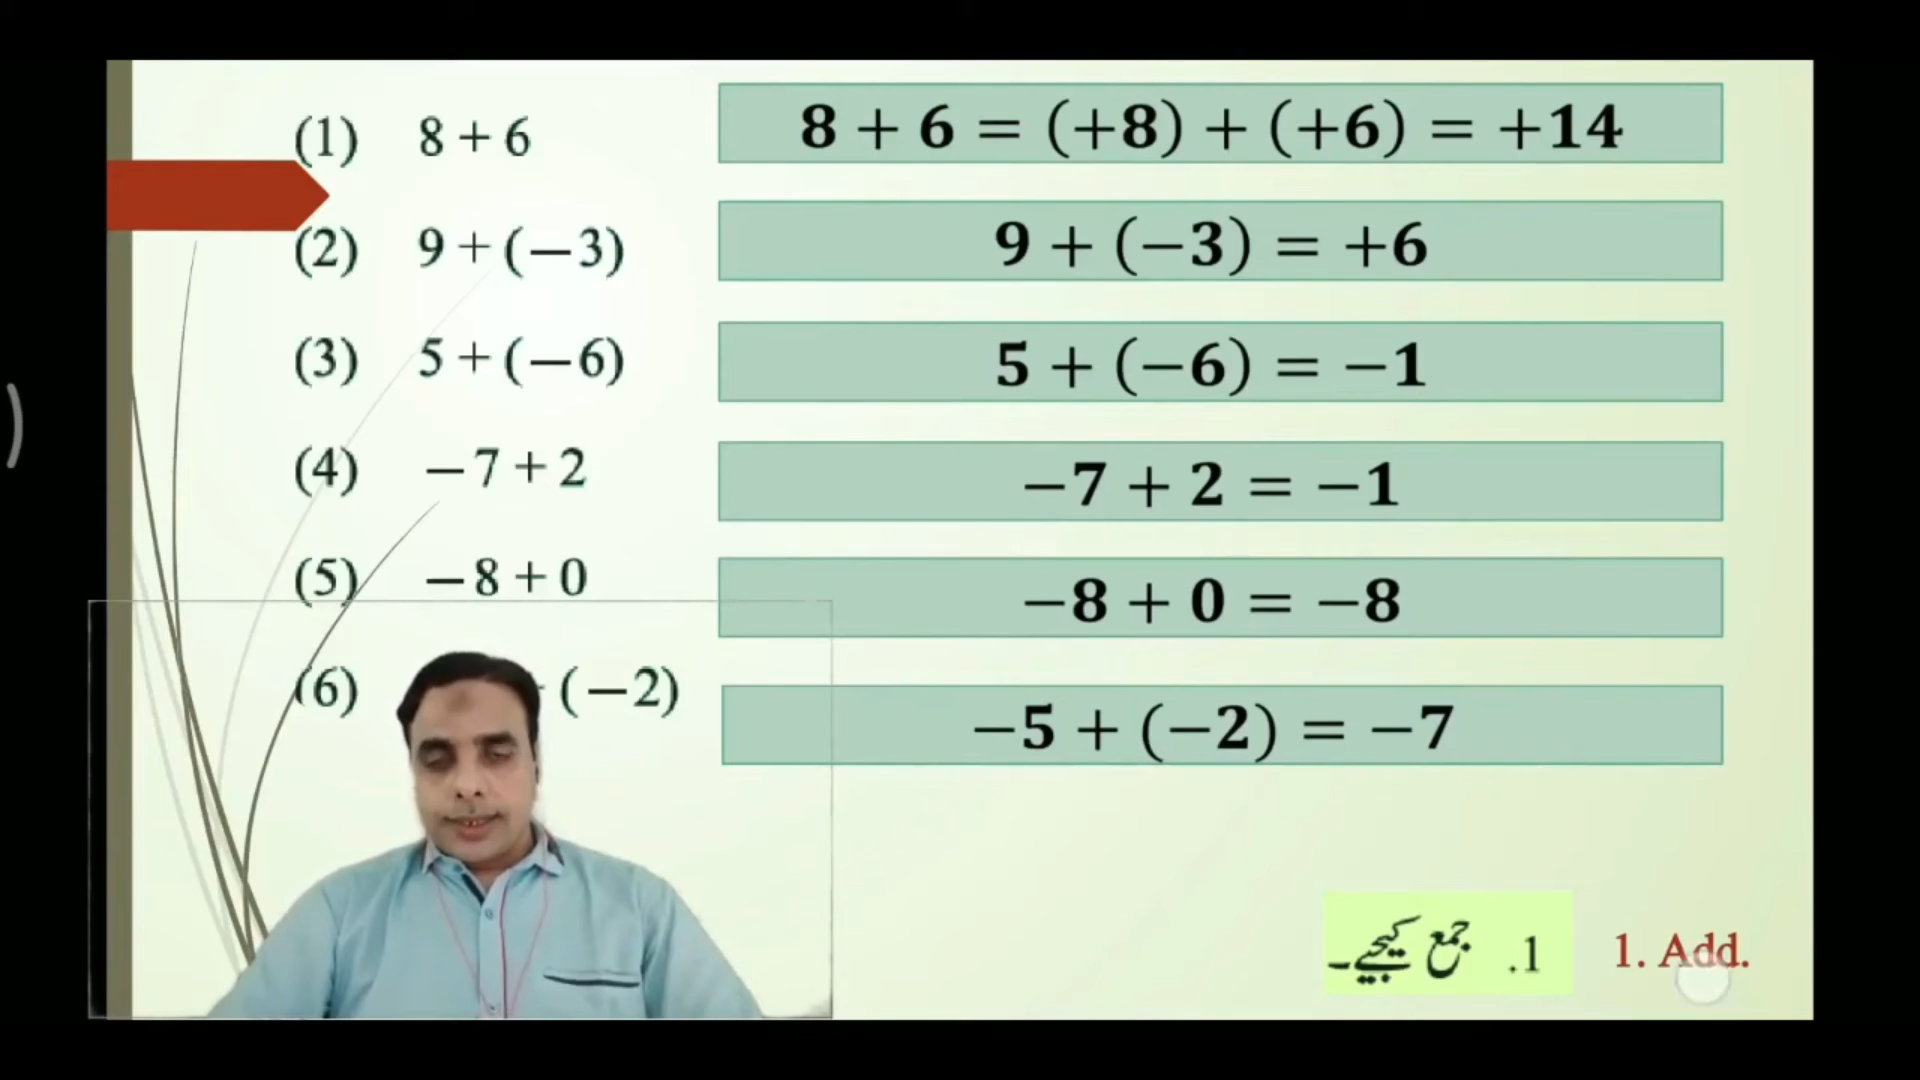 (1) 8 + 6
8 + 6 = (+8) + (+6) = +14
(2) 9 + (−3)
9 + (−3) = +6
(3) 5 + (−6)
5 + (−6) = −1
(4) −7 + 2
−7 + 2 = −1
(5) −8 + 0
−8 + 0 = −8
(6) (−2)
−5 + (−2) = −7
1. جمع کیجیے۔
1. Add.